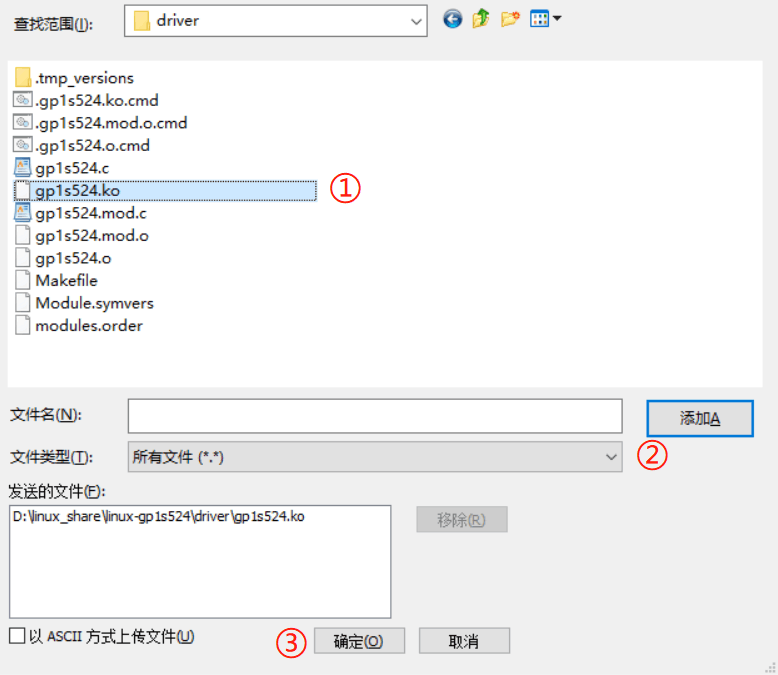 查找范围(I): driver
.tmp_versions
.gp1s524.ko.cmd
.gp1s524.mod.o.cmd
.gp1s524.o.cmd
gp1s524.c
gp1s524.ko ①
gp1s524.mod.c
gp1s524.mod.o
gp1s524.o
Makefile
Module.symvers
modules.order
文件名(N): 添加A
文件类型(T): 所有文件 (*.*) ②
发送的文件(F):
D:\linux_share\linux-gp1s524\driver\gp1s524.ko 移除(R)
以 ASCII 方式上传文件(U) ③ 确定(O) 取消